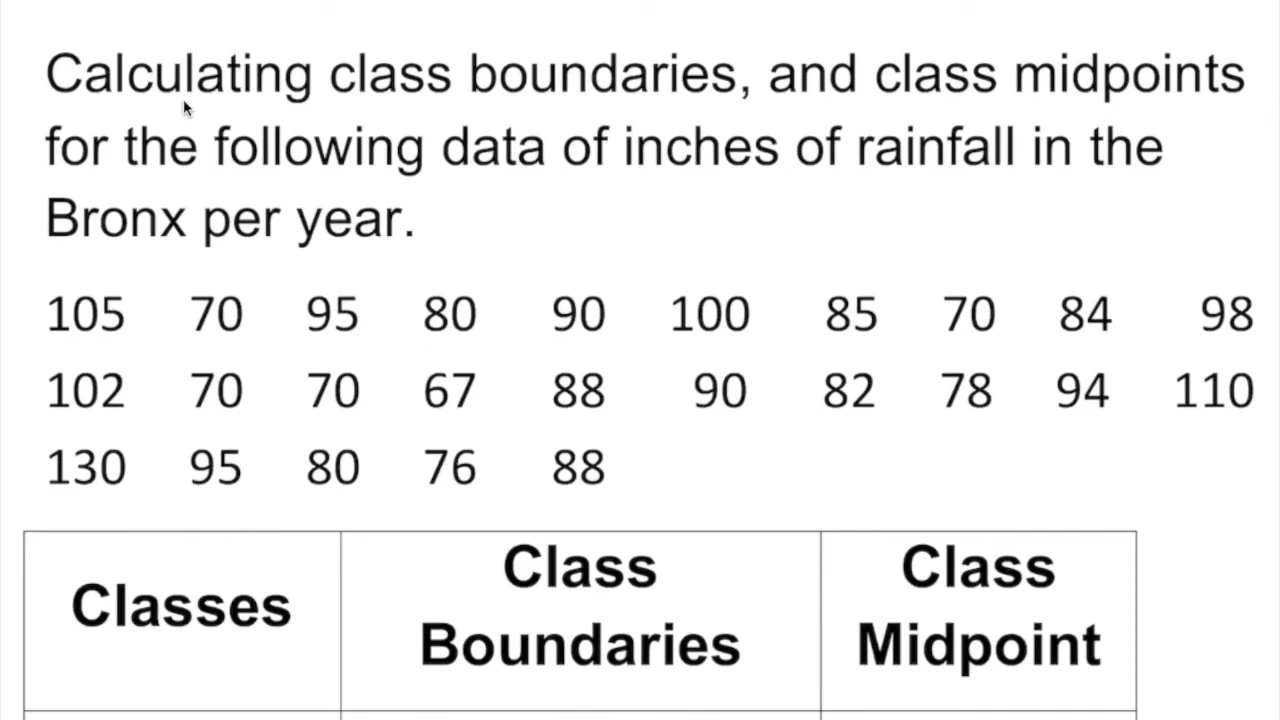 Calculating class boundaries, and class midpoints
for the following data of inches of rainfall in the
Bronx per year.
105 70 95 80 90 100 85 70 84 98
102 70 70 67 88 90 82 78 94 110
130 95 80 76 88
Classes
Class
Boundaries
Class
Midpoint